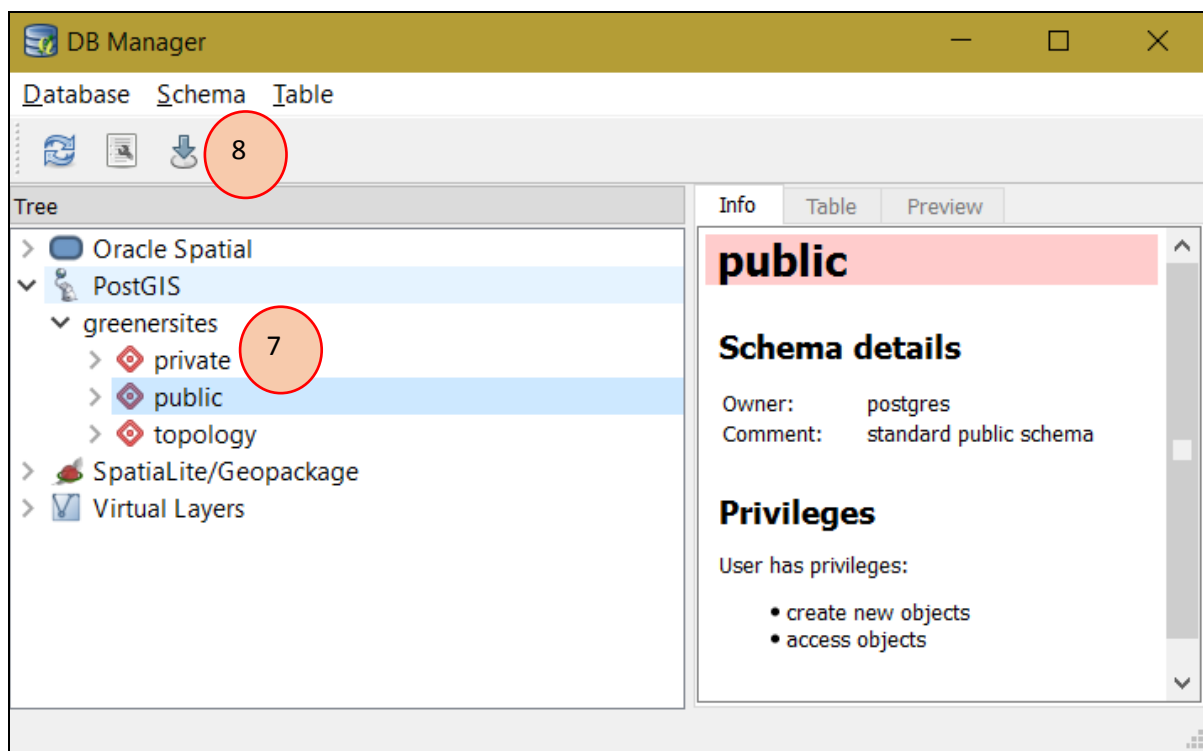 DB Manager
Database Schema Table
8
Tree
Oracle Spatial
PostGIS
greenersites
7
private
public
topology
SpatiaLite/Geopackage
Virtual Layers
Info Table Preview
public
Schema details
Owner: postgres
Comment: standard public schema
Privileges
User has privileges:
• create new objects
• access objects